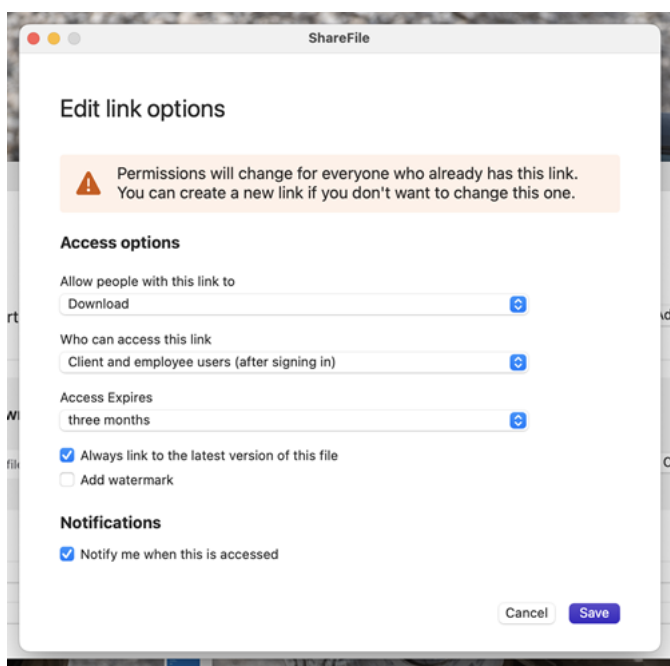 ShareFile
Edit link options
Permissions will change for everyone who already has this link.
You can create a new link if you don't want to change this one.
Access options
Allow people with this link to
Download
Who can access this link
Client and employee users (after signing in)
Access Expires
three months
Always link to the latest version of this file
Add watermark
Notifications
Notify me when this is accessed
Cancel
Save